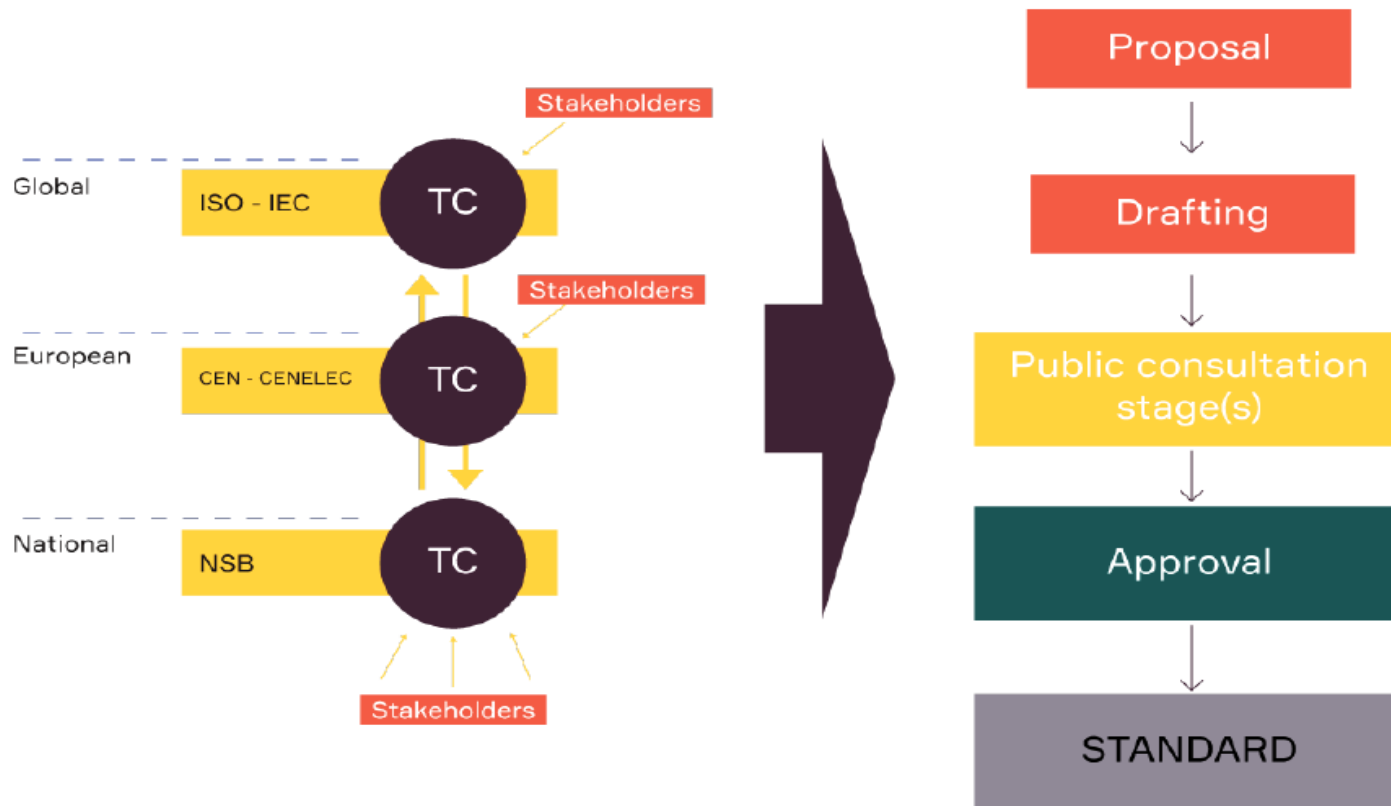 Stakeholders
Global
ISO - IEC
TC
Stakeholders
European
CEN - CENELEC
TC
National
NSB
TC
Stakeholders
Proposal
Drafting
Public consultation
stage(s)
Approval
STANDARD